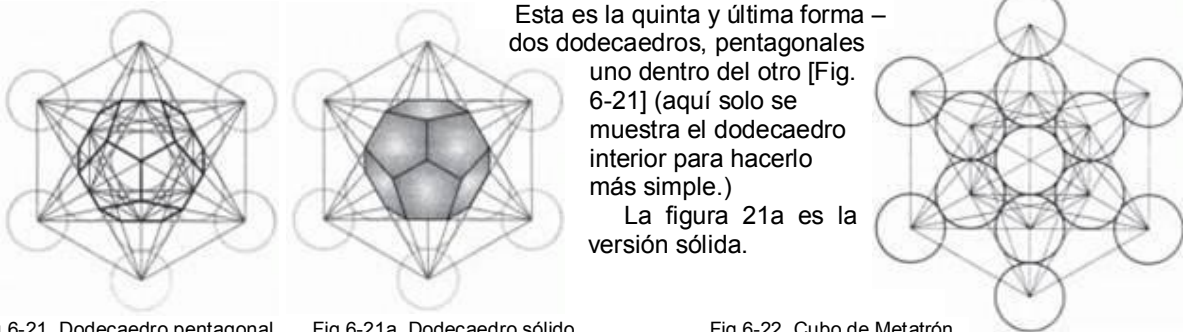 Esta es la quinta y última forma –
dos dodecaedros, pentagonales
uno dentro del otro [Fig.
6-21] (aquí solo se
muestra el dodecaedro
interior para hacerlo
más simple.)
La figura 21a es la
versión sólida.
6-21 Dodecaedro pentagonal
Fig 6-21a Dodecaedro sólido
Fig 6-22 Cubo de Metatrón